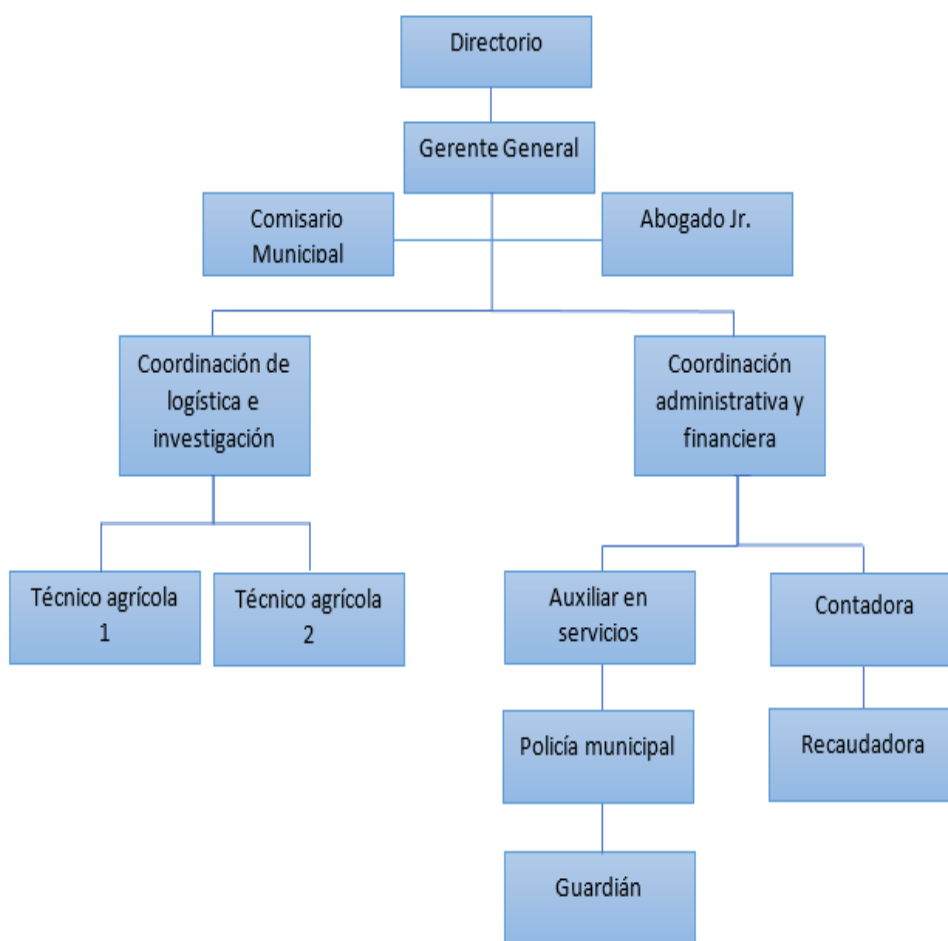 Directorio
Gerente General
Comisario
Municipal
Abogado Jr.
Coordinación de
logística e
investigación
Coordinación
administrativa y
financiera
Técnico agrícola
1
Técnico agrícola
2
Auxiliar en
servicios
Contadora
Policía municipal
Recaudadora
Guardián